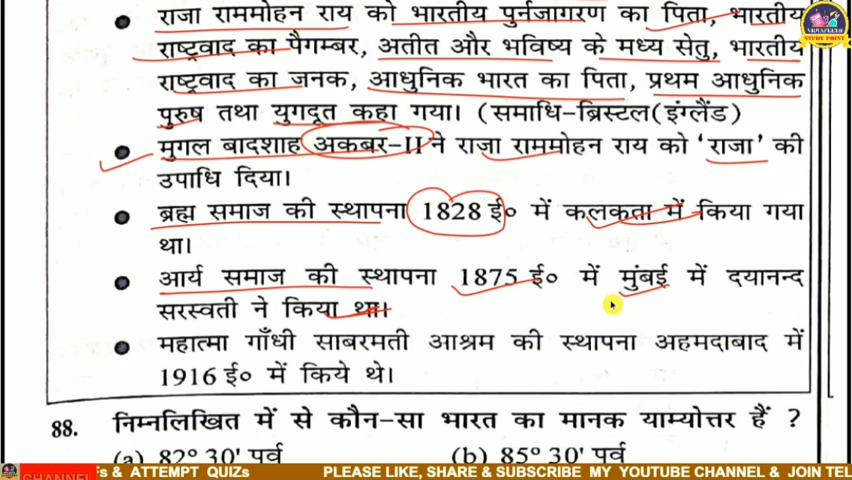 राजा राममोहन राय को भारतीय पुर्नजागरण का पिता, भारतीय
राष्ट्रवाद का पैगम्बर, अतीत और भविष्य के मध्य सेतु, भारतीय
राष्ट्रवाद का जनक, आधुनिक भारत का पिता, प्रथम आधुनिक
पुरुष तथा युगदूत कहा गया। (समाधि–ब्रिस्टल(इंग्लैंड)
मुगल बादशाह अकबर–II ने राजा राममोहन राय को ‘राजा’ की
उपाधि दिया।
ब्रह्म समाज की स्थापना 1828 ई० में कलकता में किया गया
था।
आर्य समाज की स्थापना 1875 ई० में मुंबई में दयानन्द
सरस्वती ने किया था।
महात्मा गाँधी साबरमती आश्रम की स्थापना अहमदाबाद में
1916 ई० में किये थे।
88. निम्नलिखित में से कौन-सा भारत का मानक याम्योत्तर हैं ?
(a) 82° 30' पूर्व (b) 85° 30' पूर्व
CHANNEL F's & ATTEMPT QUIZs PLEASE LIKE, SHARE & SUBSCRIBE MY YOUTUBE CHANNEL & JOIN TEL
STUDY POINT